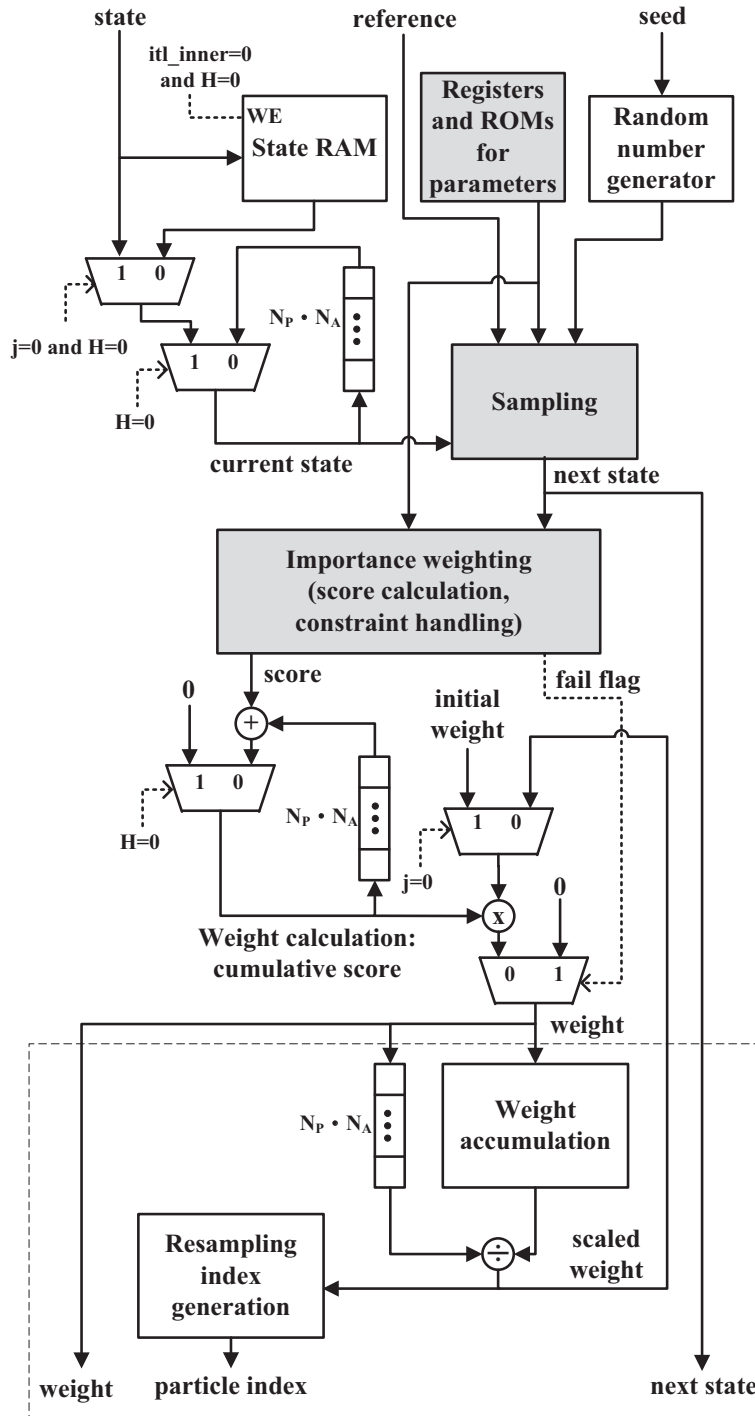 state
reference
seed
itl_inner=0
and H=0
WE
State RAM
Registers
and ROMs
for
parameters
Random
number
generator
1 0
j=0 and H=0
N_P · N_A
1 0
H=0
Sampling
current state
next state
Importance weighting
(score calculation,
constraint handling)
score
fail flag
0
initial
weight
+
1 0
N_P · N_A
1 0
H=0
j=0
0
x
Weight calculation:
cumulative score
0 1
weight
N_P · N_A
Weight
accumulation
Resampling
index
generation
÷
scaled
weight
weight
particle index
next state